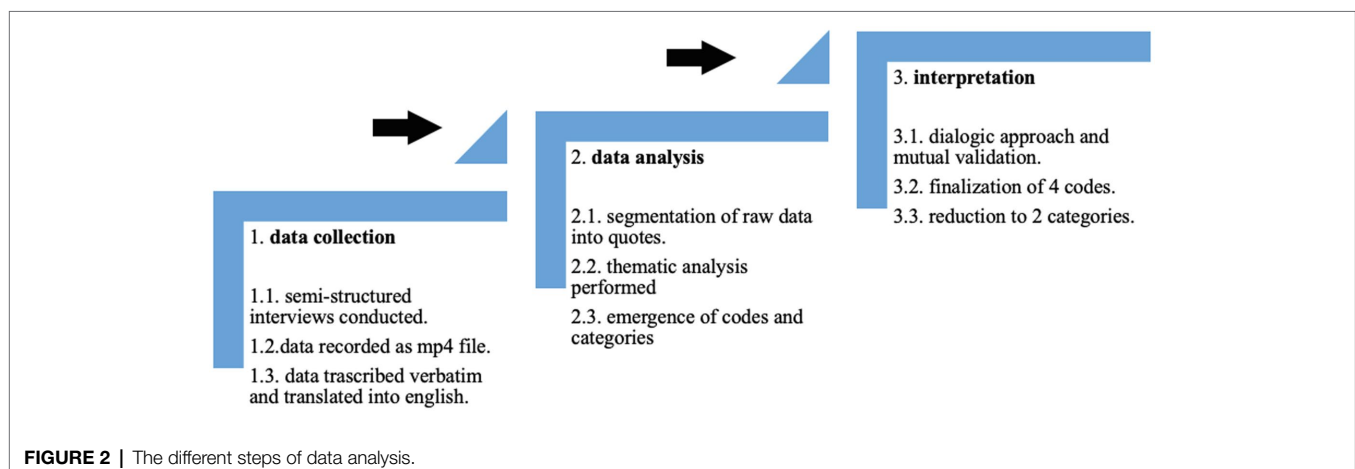 1. data collection
1.1. semi-structured
interviews conducted.
1.2.data recorded as mp4 file.
1.3. data trascribed verbatim
and translated into english.
2. data analysis
2.1. segmentation of raw data
into quotes.
2.2. thematic analysis
performed
2.3. emergence of codes and
categories
3. interpretation
3.1. dialogic approach and
mutual validation.
3.2. finalization of 4 codes.
3.3. reduction to 2 categories.
FIGURE 2 | The different steps of data analysis.